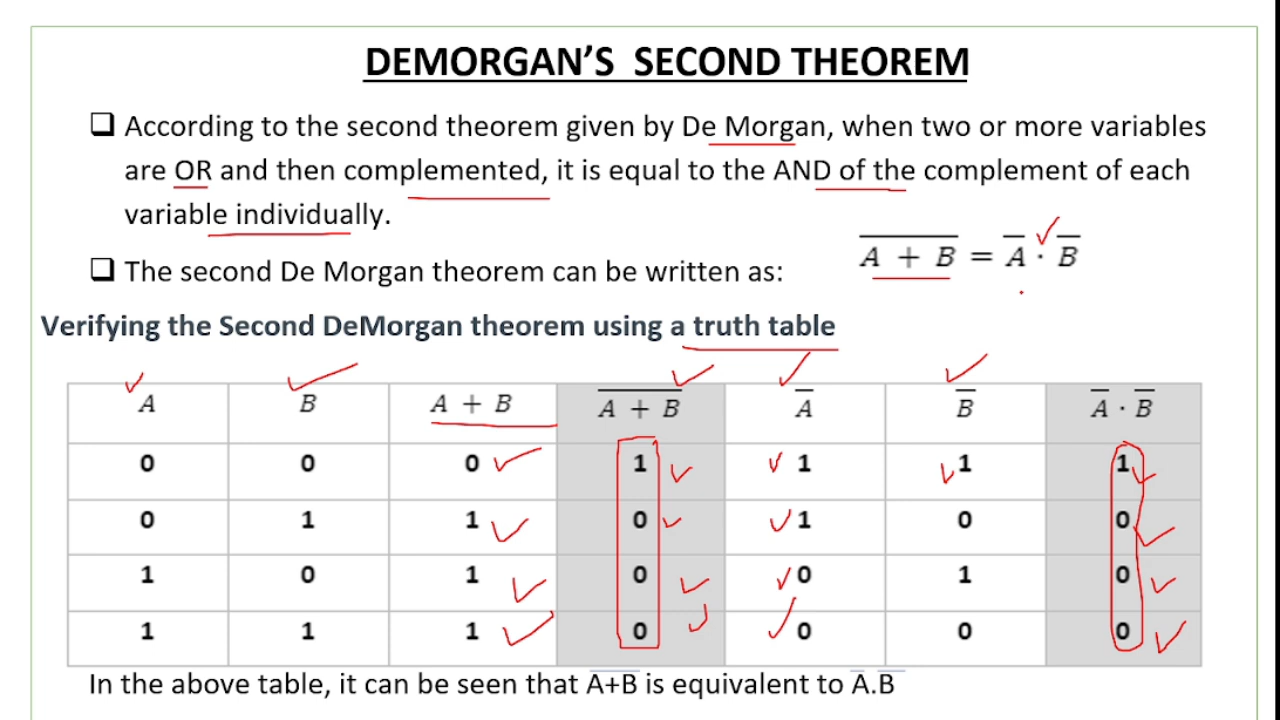 DEMORGAN'S SECOND THEOREM
❑ According to the second theorem given by De Morgan, when two or more variables
are OR and then complemented, it is equal to the AND of the complement of each
variable individually.
❑ The second De Morgan theorem can be written as: A̅ ̅+̅ ̅B̅ = A̅ · B̅
Verifying the Second DeMorgan theorem using a truth table
A B A + B A̅ ̅+̅ ̅B̅ A̅ B̅ A̅ · B̅
0 0 0 1 1 1 1
0 1 1 0 1 0 0
1 0 1 0 0 1 0
1 1 1 0 0 0 0
In the above table, it can be seen that A̅+̅B̅ is equivalent to A̅.B̅